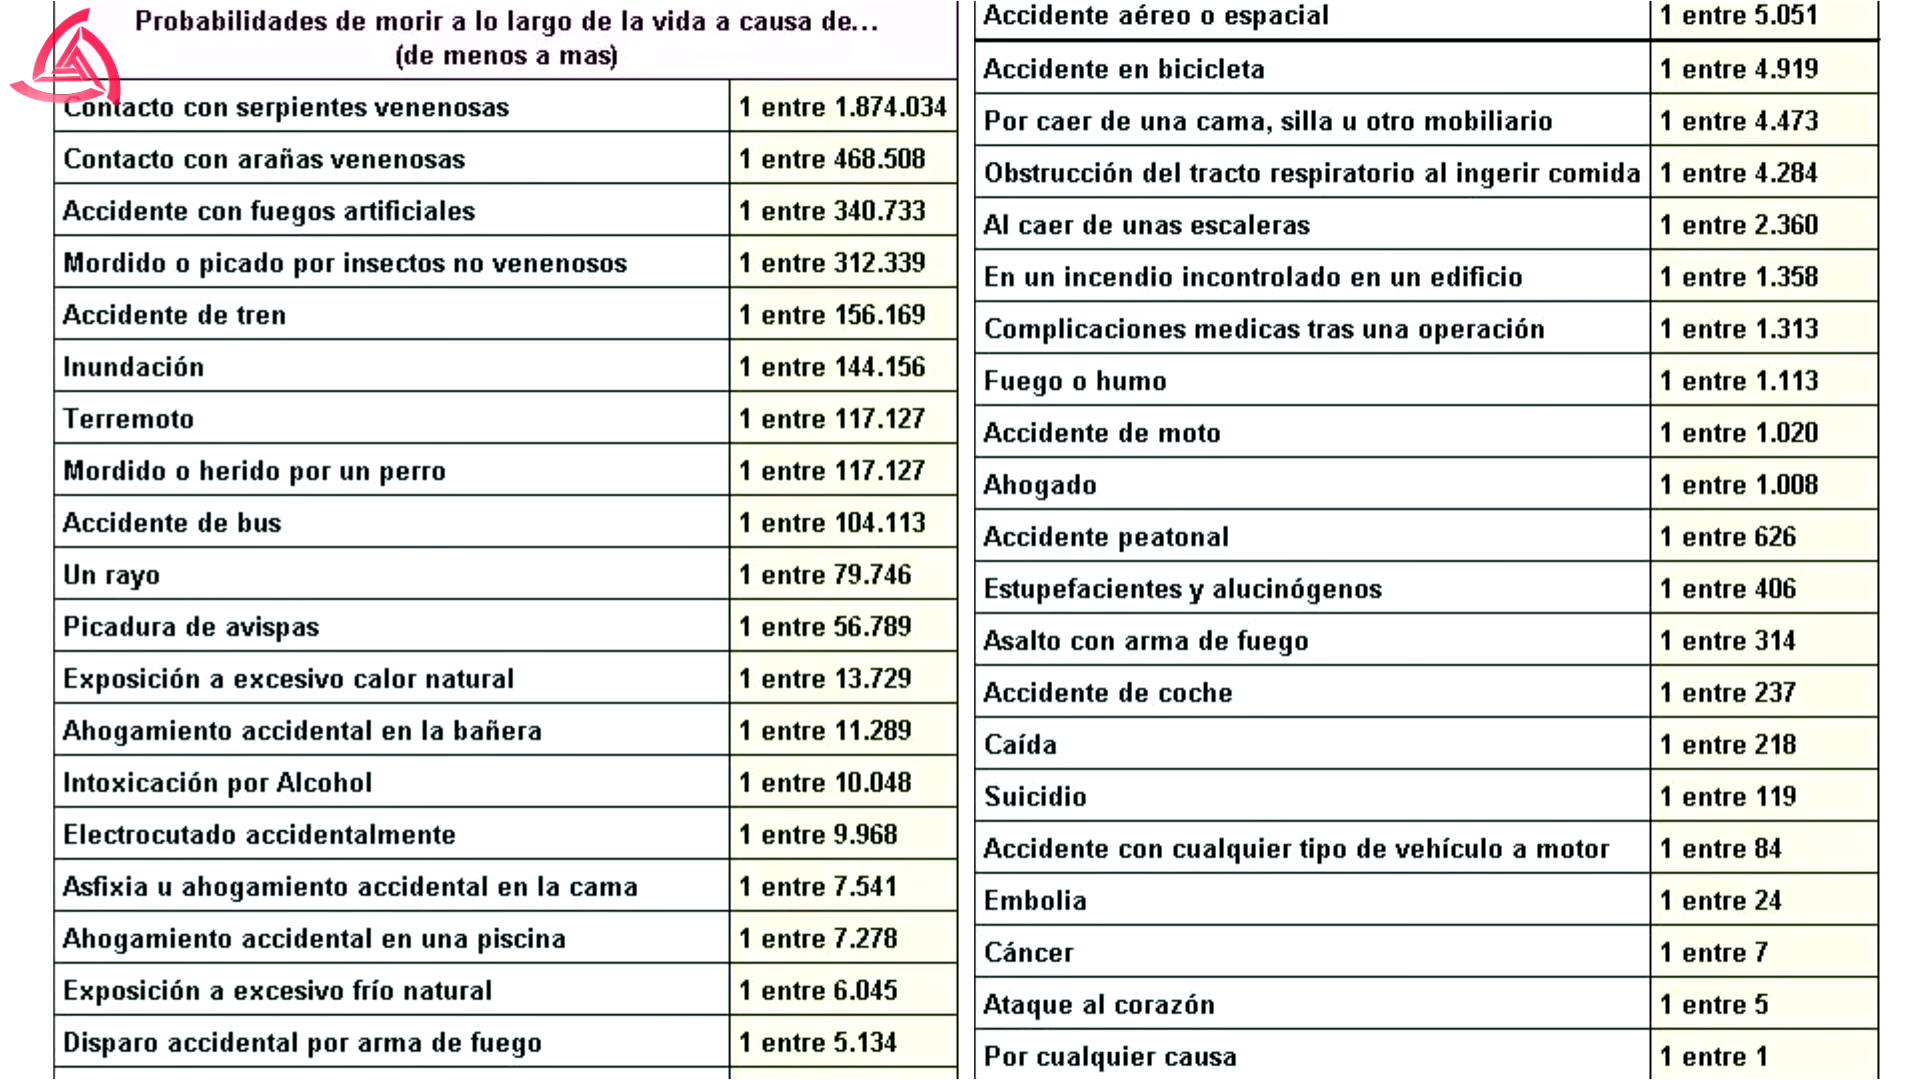 Probabilidades de morir a lo largo de la vida a causa de...
(de menos a mas)
Contacto con serpientes venenosas 1 entre 1.874.034
Contacto con arañas venenosas 1 entre 468.508
Accidente con fuegos artificiales 1 entre 340.733
Mordido o picado por insectos no venenosos 1 entre 312.339
Accidente de tren 1 entre 156.169
Inundación 1 entre 144.156
Terremoto 1 entre 117.127
Mordido o herido por un perro 1 entre 117.127
Accidente de bus 1 entre 104.113
Un rayo 1 entre 79.746
Picadura de avispas 1 entre 56.789
Exposición a excesivo calor natural 1 entre 13.729
Ahogamiento accidental en la bañera 1 entre 11.289
Intoxicación por Alcohol 1 entre 10.048
Electrocutado accidentalmente 1 entre 9.968
Asfixia u ahogamiento accidental en la cama 1 entre 7.541
Ahogamiento accidental en una piscina 1 entre 7.278
Exposición a excesivo frío natural 1 entre 6.045
Disparo accidental por arma de fuego 1 entre 5.134
Accidente aéreo o espacial 1 entre 5.051
Accidente en bicicleta 1 entre 4.919
Por caer de una cama, silla u otro mobiliario 1 entre 4.473
Obstrucción del tracto respiratorio al ingerir comida 1 entre 4.284
Al caer de unas escaleras 1 entre 2.360
En un incendio incontrolado en un edificio 1 entre 1.358
Complicaciones medicas tras una operación 1 entre 1.313
Fuego o humo 1 entre 1.113
Accidente de moto 1 entre 1.020
Ahogado 1 entre 1.008
Accidente peatonal 1 entre 626
Estupefacientes y alucinógenos 1 entre 406
Asalto con arma de fuego 1 entre 314
Accidente de coche 1 entre 237
Caída 1 entre 218
Suicidio 1 entre 119
Accidente con cualquier tipo de vehículo a motor 1 entre 84
Embolia 1 entre 24
Cáncer 1 entre 7
Ataque al corazón 1 entre 5
Por cualquier causa 1 entre 1